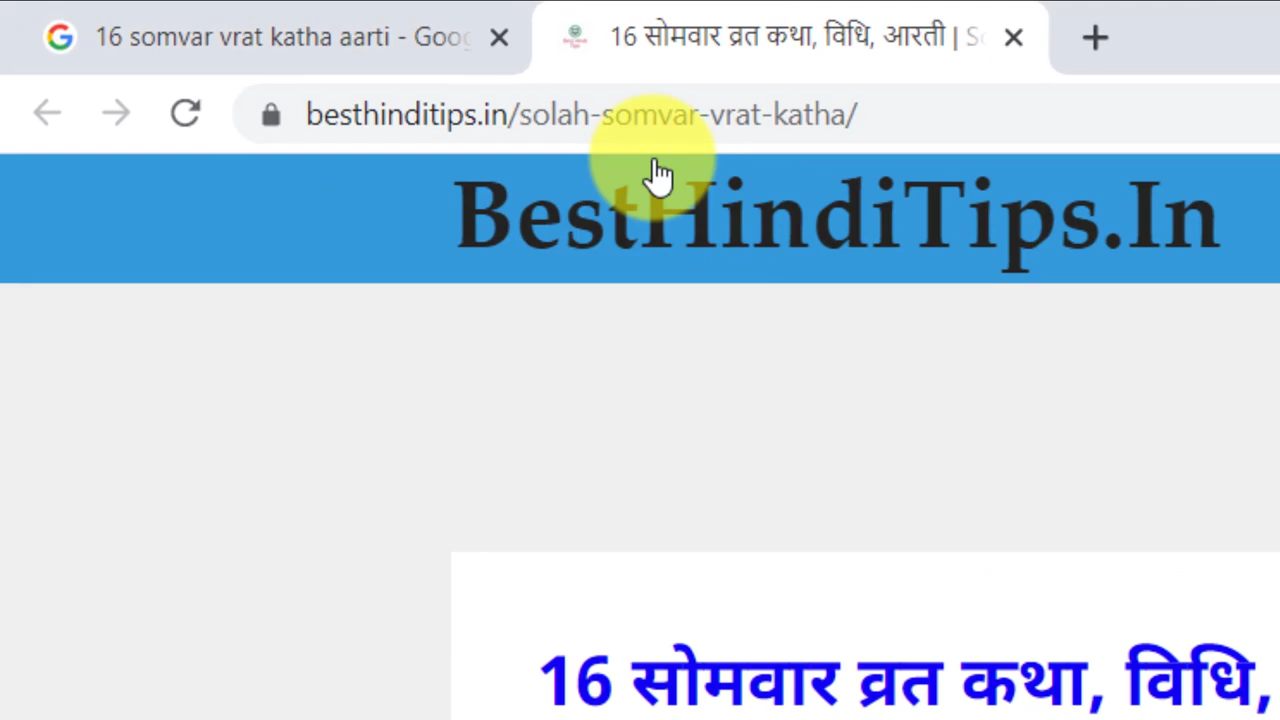 16 somvar vrat katha aarti - Goo
16 सोमवार व्रत कथा, विधि, आरती | S
besthinditips.in/solah-somvar-vrat-katha/
BestHindiTips.In
16 सोमवार व्रत कथा, विधि,